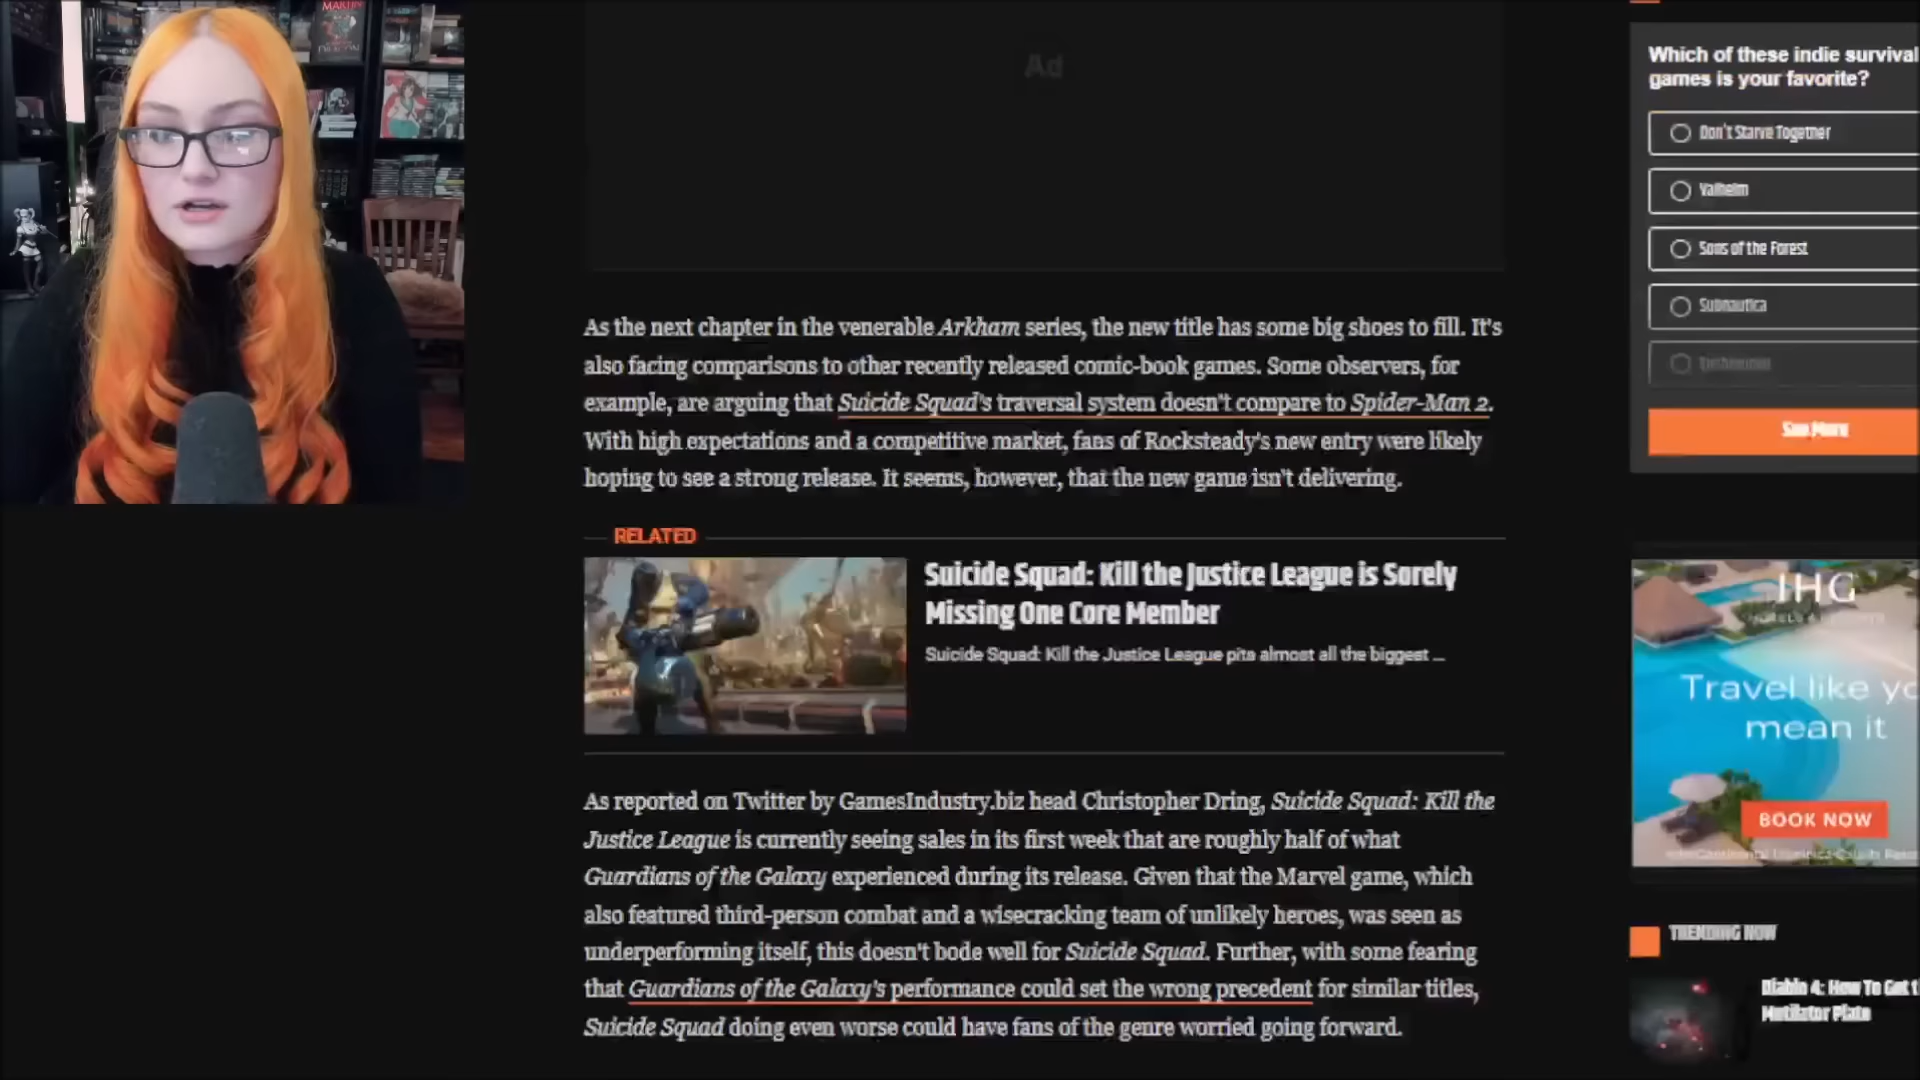 MARTIN
DRAGON
Ad
As the next chapter in the venerable Arkham series, the new title has some big shoes to fill. It's
also facing comparisons to other recently released comic-book games. Some observers, for
example, are arguing that Suicide Squad's traversal system doesn't compare to Spider-Man 2.
With high expectations and a competitive market, fans of Rocksteady's new entry were likely
hoping to see a strong release. It seems, however, that the new game isn't delivering.
RELATED
Suicide Squad: Kill the Justice League is Sorely
Missing One Core Member
Suicide Squad: Kill the Justice League pits almost all the biggest ...
As reported on Twitter by GamesIndustry.biz head Christopher Dring, Suicide Squad: Kill the
Justice League is currently seeing sales in its first week that are roughly half of what
Guardians of the Galaxy experienced during its release. Given that the Marvel game, which
also featured third-person combat and a wisecracking team of unlikely heroes, was seen as
underperforming itself, this doesn't bode well for Suicide Squad. Further, with some fearing
that Guardians of the Galaxy's performance could set the wrong precedent for similar titles,
Suicide Squad doing even worse could have fans of the genre worried going forward.
Which of these indie survival
games is your favorite?
Don't Starve Together
Valheim
Sons of the Forest
Subnautica
See More
IHG
Travel like yo
mean it
BOOK NOW
TRENDING NOW
Diablo 4: How To Get t
Mutilator Plate